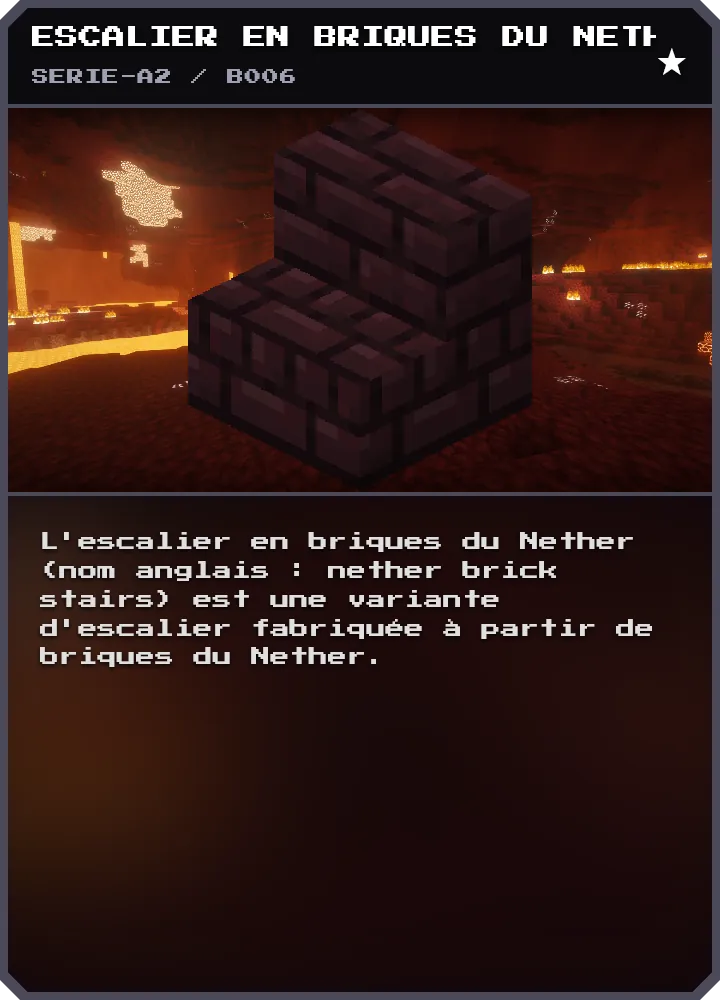 ESCALIER EN BRIQUES DU NETH
SERIE-A2 / B006
L'escalier en briques du Nether
(nom anglais : nether brick
stairs) est une variante
d'escalier fabriquée à partir de
briques du Nether.